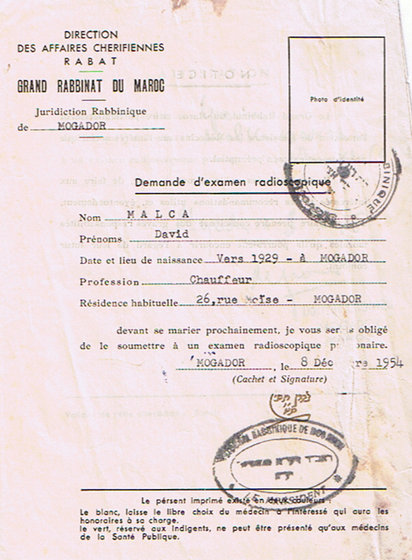 DIRECTION
DES AFFAIRES CHERIFIENNES
RABAT
GRAND RABBINAT DU MAROC
Juridiction Rabbinique
de MOGADOR
Photo d'identité
Demande d'examen radioscopique
Nom MALCA
Prénoms David
Date et lieu de naissance Vers 1929 - à MOGADOR
Profession Chauffeur
Résidence habituelle 26, rue Moïse - MOGADOR
devant se marier prochainement, je vous serais obligé
de le soumettre à un examen radioscopique
MOGADOR, le 8 1954
(Cachet et Signature)
RABBINIQUE DE
LE PRESIDENT
Le pérsent imprimé existe en deux couleurs :
Le blanc, laisse le libre choix du médecin à l'intéressé qui aura les
honoraires à sa charge.
le vert, réservé aux indigents, ne peut être présenté qu'aux médecins
de la Santé Publique.